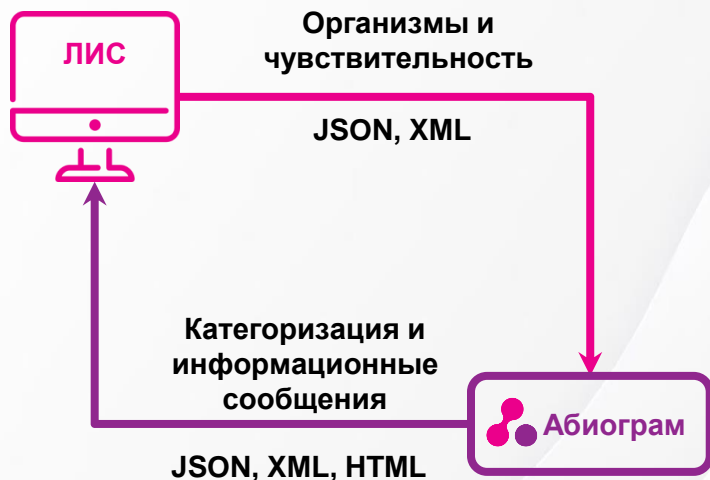 ЛИС
Организмы и
чувствительность
JSON, XML
Категоризация и
информационные
сообщения
Абиограм
JSON, XML, HTML